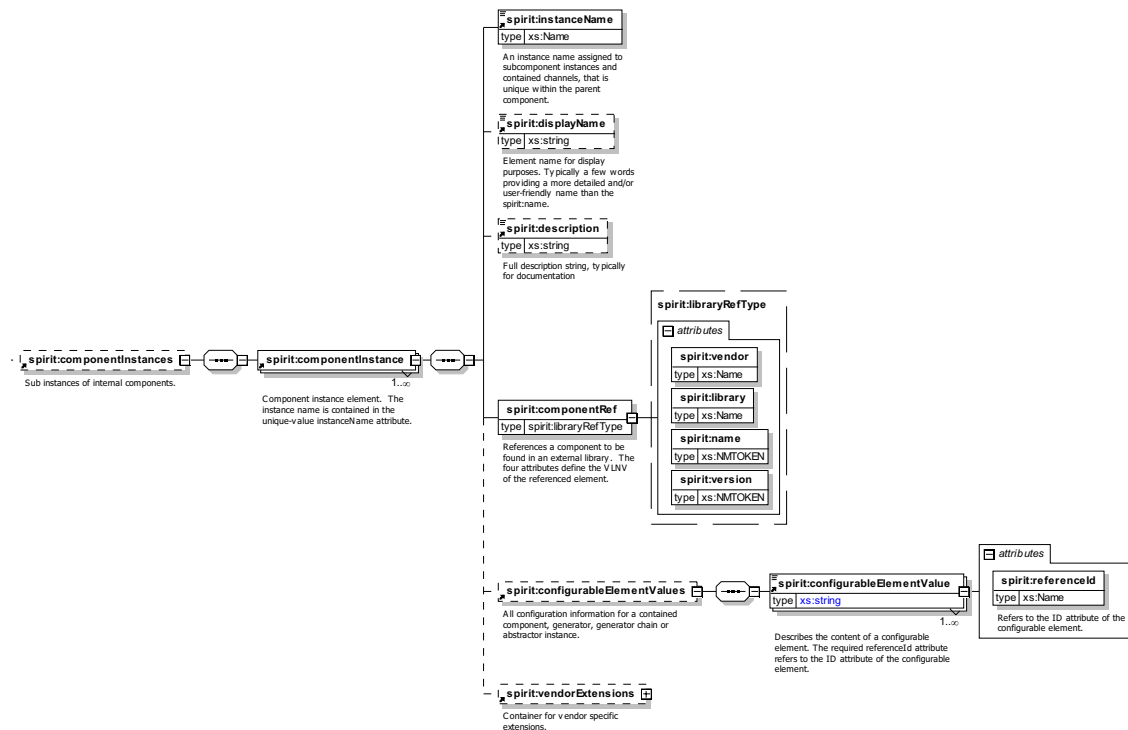 spirit:instanceName
type xs:Name
An instance name assigned to
subcomponent instances and
contained channels, that is
unique within the parent
component.
spirit:displayName
type xs:string
Element name for display
purposes. Typically a few words
providing a more detailed and/or
user-friendly name than the
spirit:name.
spirit:description
type xs:string
Full description string, typically
for documentation
spirit:componentInstances
Sub instances of internal components.
spirit:componentInstance
1..∞
Component instance element. The
instance name is contained in the
unique-value instanceName attribute.
spirit:componentRef
type spirit:libraryRefType
References a component to be
found in an external library. The
four attributes define the VLNV
of the referenced element.
spirit:libraryRefType
attributes
spirit:vendor
type xs:Name
spirit:library
type xs:Name
spirit:name
type xs:NMTOKEN
spirit:version
type xs:NMTOKEN
spirit:configurableElementValues
All configuration information for a contained
component, generator, generator chain or
abstractor instance.
spirit:configurableElementValue
type xs:string
1..∞
Describes the content of a configurable
element. The required referenceId attribute
refers to the ID attribute of the configurable
element.
attributes
spirit:referenceId
type xs:Name
Refers to the ID attribute of the
configurable element.
spirit:vendorExtensions
Container for vendor specific
extensions.